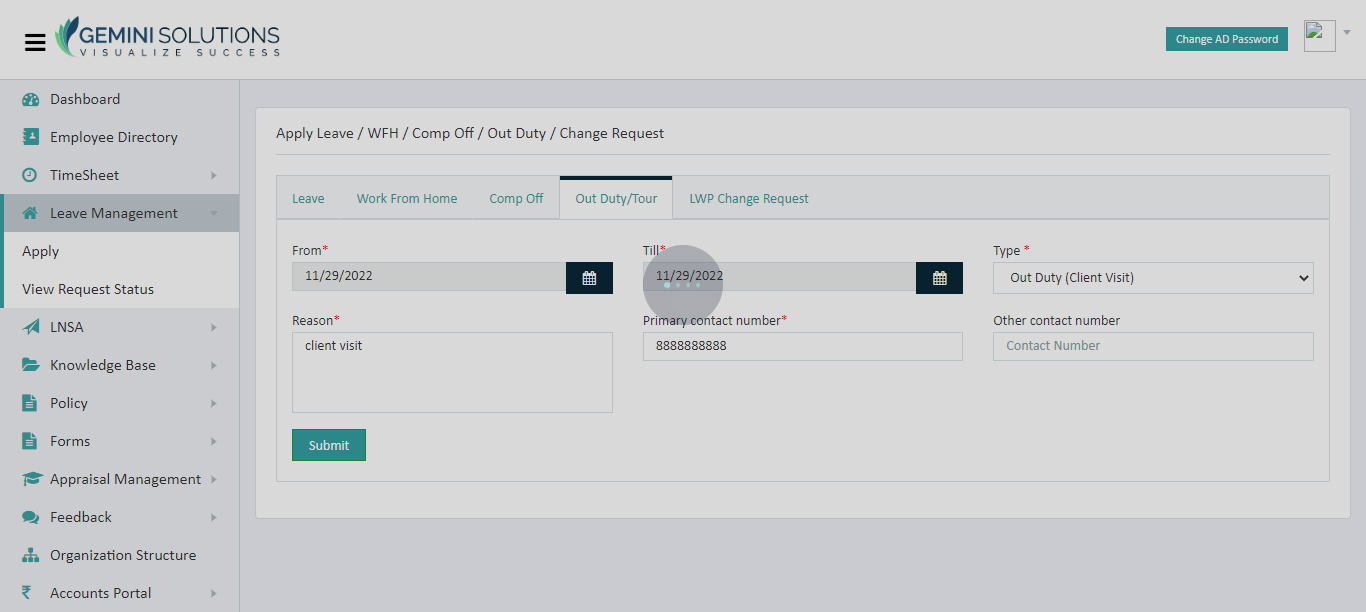 GEMINI SOLUTIONS
VISUALIZE SUCCESS
Change AD Password
Dashboard
Employee Directory
TimeSheet
Leave Management
Apply
View Request Status
LNSA
Knowledge Base
Policy
Forms
Appraisal Management
Feedback
Organization Structure
Accounts Portal
Apply Leave / WFH / Comp Off / Out Duty / Change Request
Leave Work From Home Comp Off Out Duty/Tour LWP Change Request
From* Till* Type *
11/29/2022 11/29/2022 Out Duty (Client Visit)
Reason* Primary contact number* Other contact number
client visit 8888888888 Contact Number
Submit